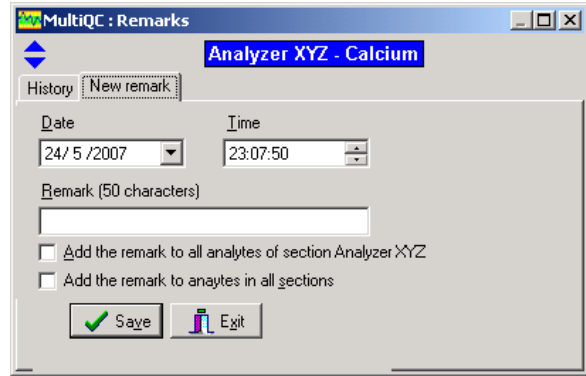 MultiQC : Remarks
Analyzer XYZ - Calcium
History New remark
Date Time
24/ 5 /2007 23:07:50
Remark (50 characters)
Add the remark to all analytes of section Analyzer XYZ
Add the remark to anaytes in all sections
Save Exit